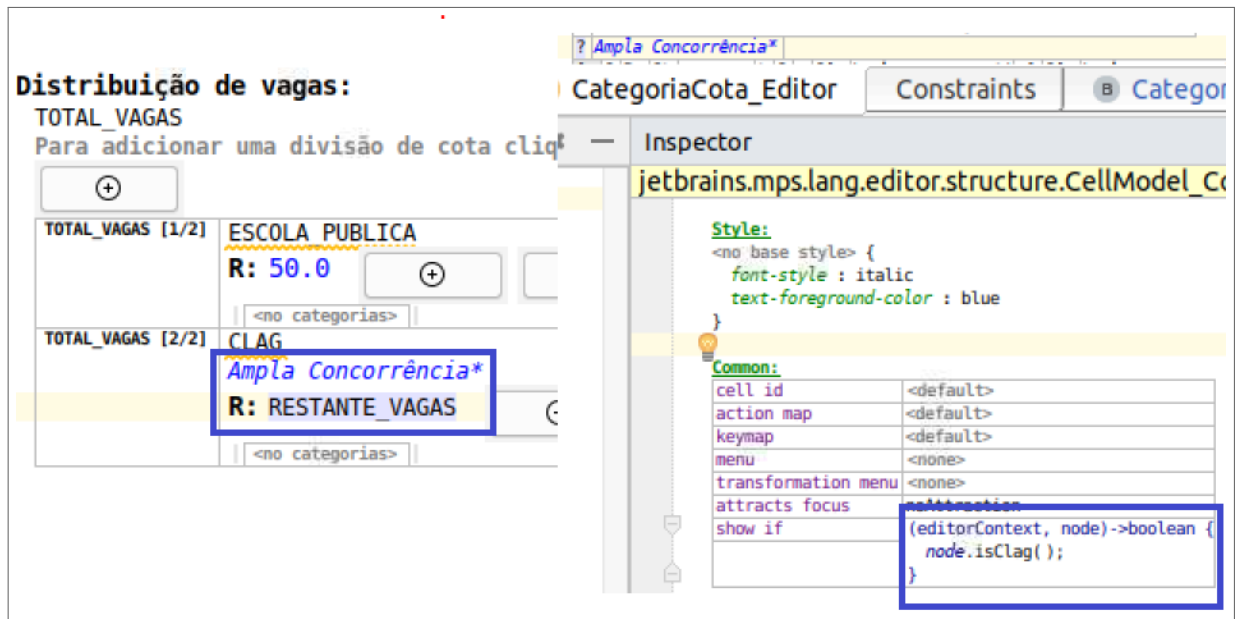 Distribuição de vagas:
TOTAL_VAGAS
Para adicionar uma divisão de cota cliq
TOTAL_VAGAS [1/2]
ESCOLA_PUBLICA
R: 50.0
<no categorias>
TOTAL_VAGAS [2/2]
CLAG
Ampla Concorrência*
R: RESTANTE_VAGAS
<no categorias>
? Ampla Concorrência*
CategoriaCota_Editor
Constraints
B Categor
Inspector
jetbrains.mps.lang.editor.structure.CellModel_Co
Style:
<no base style> {
font-style : italic
text-foreground-color : blue
}
Common:
cell id <default>
action map <default>
keymap <default>
menu <none>
transformation menu <none>
attracts focus noAttraction
show if (editorContext, node)->boolean {
node.isClag();
}